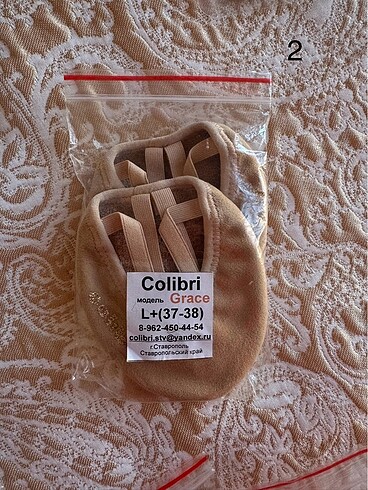 2
Colibri
модель Grace
L+(37-38)
8-962-450-44-54
colibri.stv@yandex.ru
г.Ставрополь
Ставропольский край